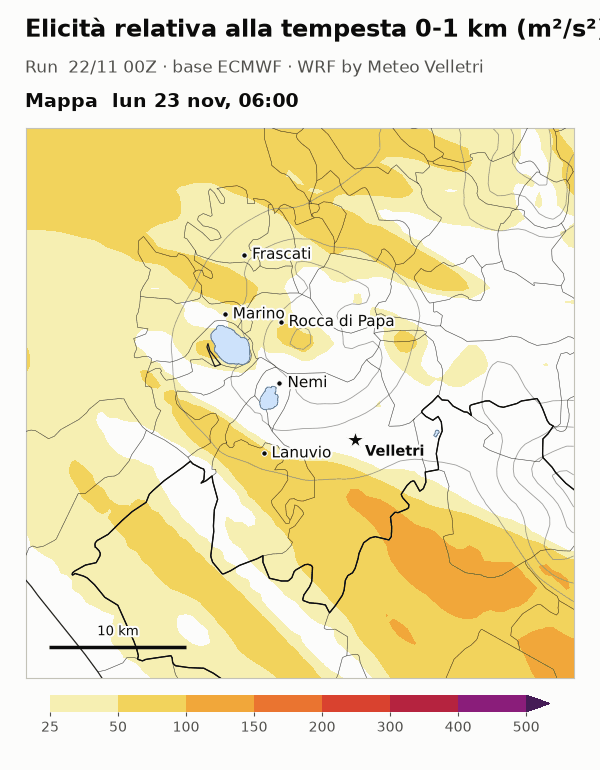 Elicità relativa alla tempesta 0-1 km (m²/s²)
Run  22/11 00Z · base ECMWF · WRF by Meteo Velletri
Mappa  lun 23 nov, 06:00
Frascati
Marino
Rocca di Papa
Nemi
Velletri
Lanuvio
10 km
25 50 100 150 200 300 400 500